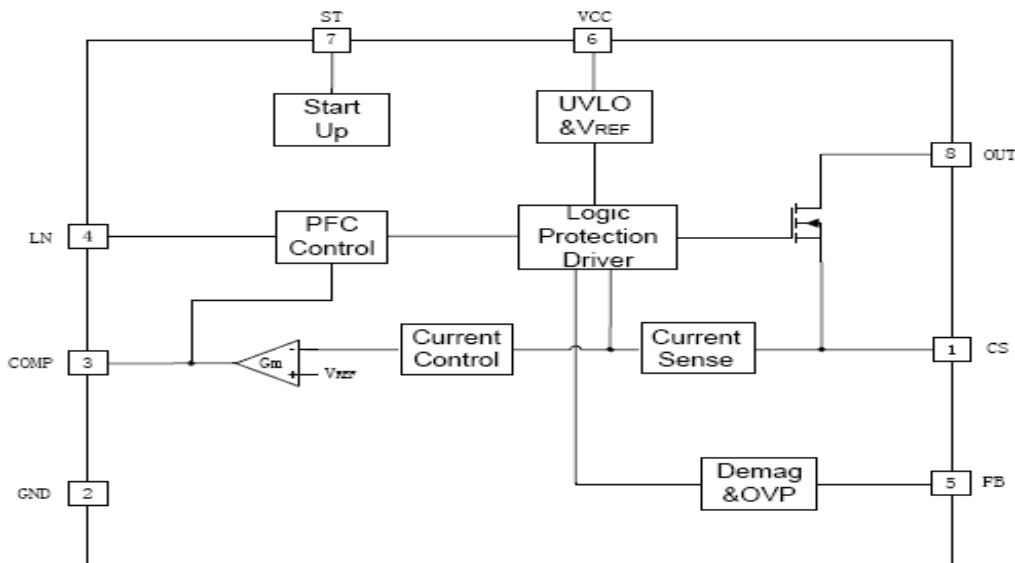 ST
VCC
7
6
Start
Up
UVLO
&VREF
8
OUT
LN
4
PFC
Control
Logic
Protection
Driver
COMP
3
Gm
-
+
VREF
Current
Control
Current
Sense
1
CS
GND
2
Demag
&OVP
5
FB